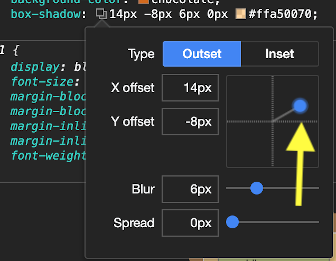 background-color: chocolate;
box-shadow: 14px -8px 6px 0px #ffa50070;
Type Outset Inset
X offset 14px
Y offset -8px
Blur 6px
Spread 0px
1 {
display: bl
font-size:
margin-bloc
margin-bloc
margin-inli
margin-inli
font-weight